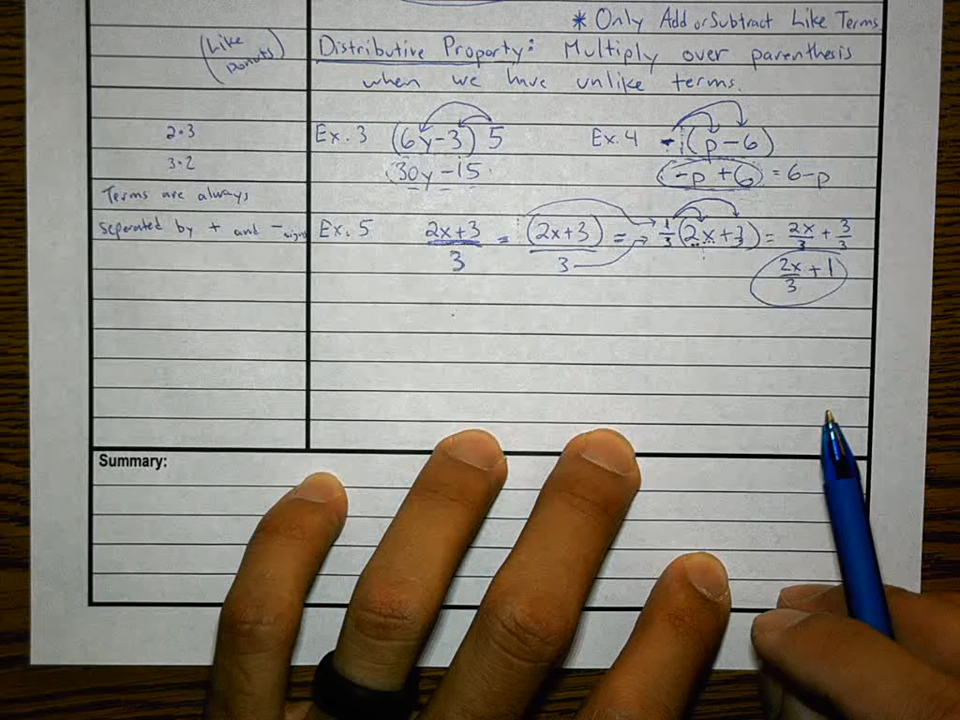 * Only Add or Subtract Like Terms
(Like Donuts)
Distributive Property: Multiply over parenthesis
when we have unlike terms.
2·3
3·2
Ex. 3 (6y-3) 5
30y - 15
Ex. 4 -1(p-6)
-p + 6 = 6-p
Terms are always
seperated by + and - signs
Ex. 5 2x+3/3 = (2x+3)/3 = 1/3(2x+3) = 2x/3 + 3/3
2x/3 + 1
Summary: